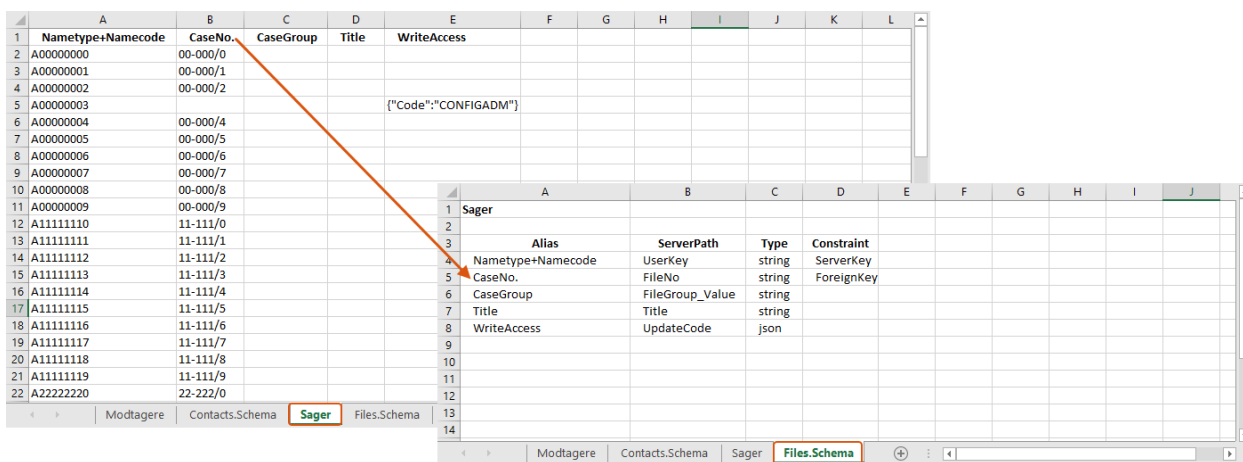 A B C D E F G H I J K L
1 Nametype+Namecode CaseNo. CaseGroup Title WriteAccess
2 A00000000 00-000/0
3 A00000001 00-000/1
4 A00000002 00-000/2
5 A00000003 {"Code":"CONFIGADM"}
6 A00000004 00-000/4
7 A00000005 00-000/5
8 A00000006 00-000/6
9 A00000007 00-000/7
10 A00000008 00-000/8
11 A00000009 00-000/9
12 A11111110 11-111/0
13 A11111111 11-111/1
14 A11111112 11-111/2
15 A11111113 11-111/3
16 A11111114 11-111/4
17 A11111115 11-111/5
18 A11111116 11-111/6
19 A11111117 11-111/7
20 A11111118 11-111/8
21 A11111119 11-111/9
22 A22222220 22-222/0
Modtagere Contacts.Schema Sager Files.Schema
A B C D E F G H I J
1 Sager
2
3 Alias ServerPath Type Constraint
4 Nametype+Namecode UserKey string ServerKey
5 CaseNo. FileNo string ForeignKey
6 CaseGroup FileGroup_Value string
7 Title Title string
8 WriteAccess UpdateCode json
9
10
11
12
13
14
Modtagere Contacts.Schema Sager Files.Schema